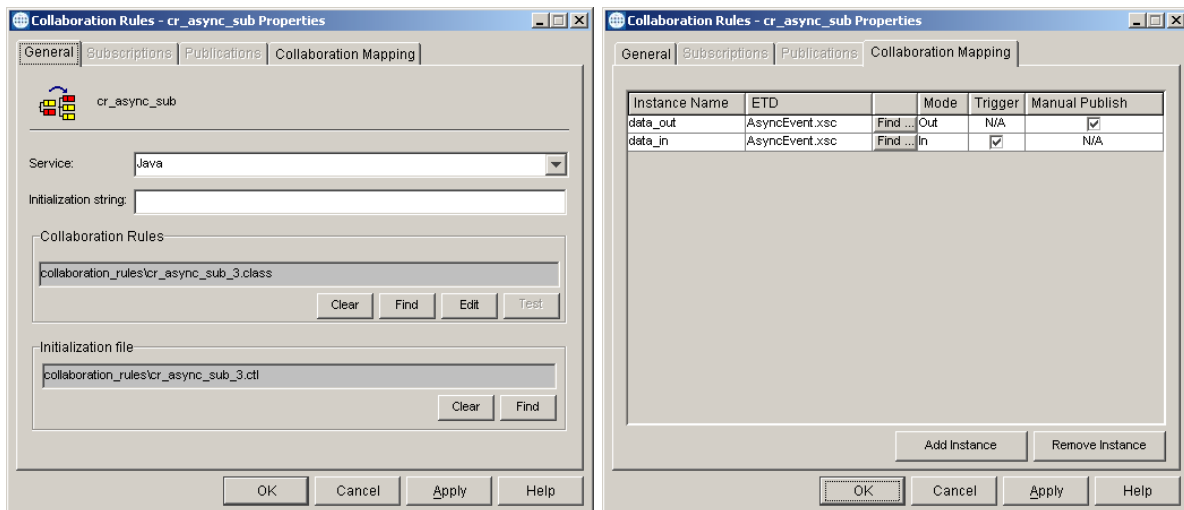 Collaboration Rules - cr_async_sub Properties
General Subscriptions Publications Collaboration Mapping
cr_async_sub
Service: Java
Initialization string:
Collaboration Rules
collaboration_rules\cr_async_sub_3.class
Clear Find Edit Test
Initialization file
collaboration_rules\cr_async_sub_3.ctl
Clear Find
OK Cancel Apply Help
Collaboration Rules - cr_async_sub Properties
General Subscriptions Publications Collaboration Mapping
Instance Name ETD Mode Trigger Manual Publish
data_out AsyncEvent.xsc Find ... Out N/A
data_in AsyncEvent.xsc Find ... In N/A
Add Instance Remove Instance
OK Cancel Apply Help